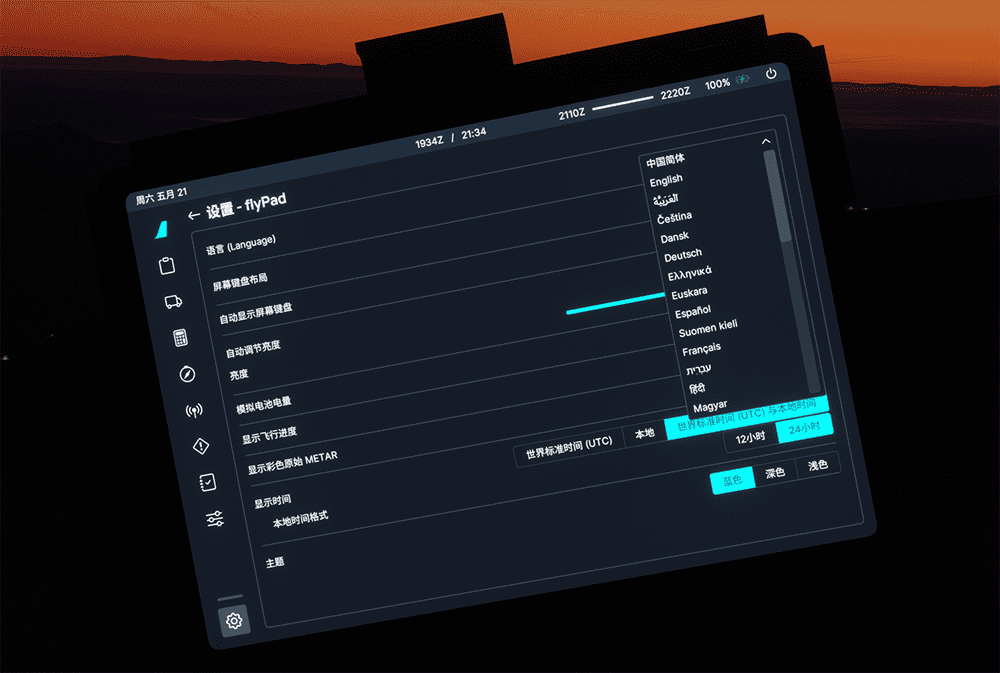 周六 五月 21
1934Z / 21:34
2110Z 2220Z
100%
设置 - flyPad
语言 (Language)
中国简体
English
اَلْعَرَبِيَّةُ
Čeština
Dansk
Deutsch
Ελληνικά
Euskara
Español
Suomen kieli
Français
עברית
हिंदी
Magyar
屏幕键盘布局
自动显示屏幕键盘
自动调节亮度
亮度
模拟电池电量
显示飞行进度
显示彩色原始 METAR
显示时间
世界标准时间 (UTC) 本地 世界标准时间 (UTC) 与本地时间
本地时间格式
12小时 24小时
主题
蓝色 深色 浅色